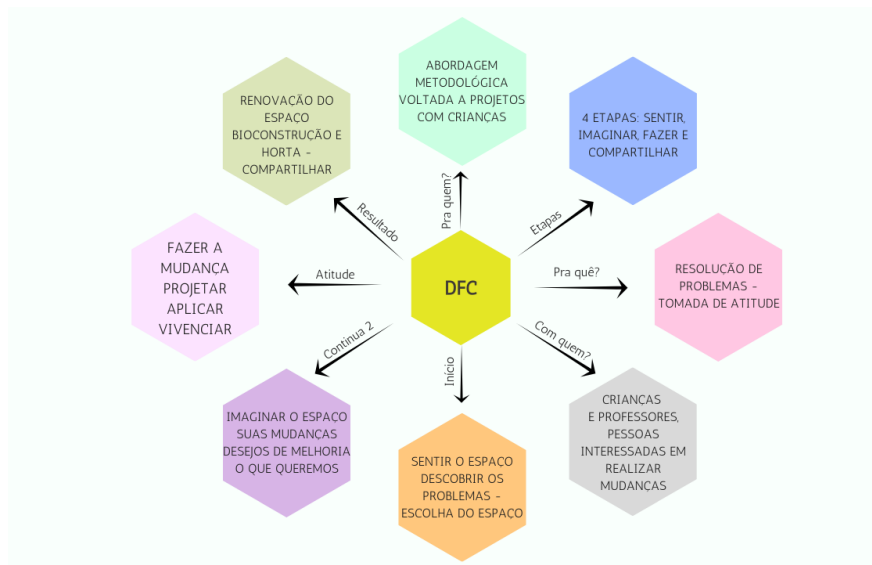 ABORDAGEM
METODOLÓGICA
VOLTADA A PROJETOS
COM CRIANÇAS
Pra quem?
4 ETAPAS: SENTIR,
IMAGINAR, FAZER E
COMPARTILHAR
Etapas
RESOLUÇÃO DE
PROBLEMAS -
TOMADA DE ATITUDE
Pra quê?
CRIANÇAS
E PROFESSORES,
PESSOAS
INTERESSADAS EM
REALIZAR
MUDANÇAS
Com quem?
SENTIR O ESPAÇO
DESCOBRIR OS
PROBLEMAS -
ESCOLHA DO ESPAÇO
Início
IMAGINAR O ESPAÇO
SUAS MUDANÇAS
DESEJOS DE MELHORIA
O QUE QUEREMOS
Continua 2
FAZER A
MUDANÇA
PROJETAR
APLICAR
VIVENCIAR
Atitude
RENOVAÇÃO DO
ESPAÇO
BIOCONSTRUÇÃO E
HORTA -
COMPARTILHAR
Resultado
DFC